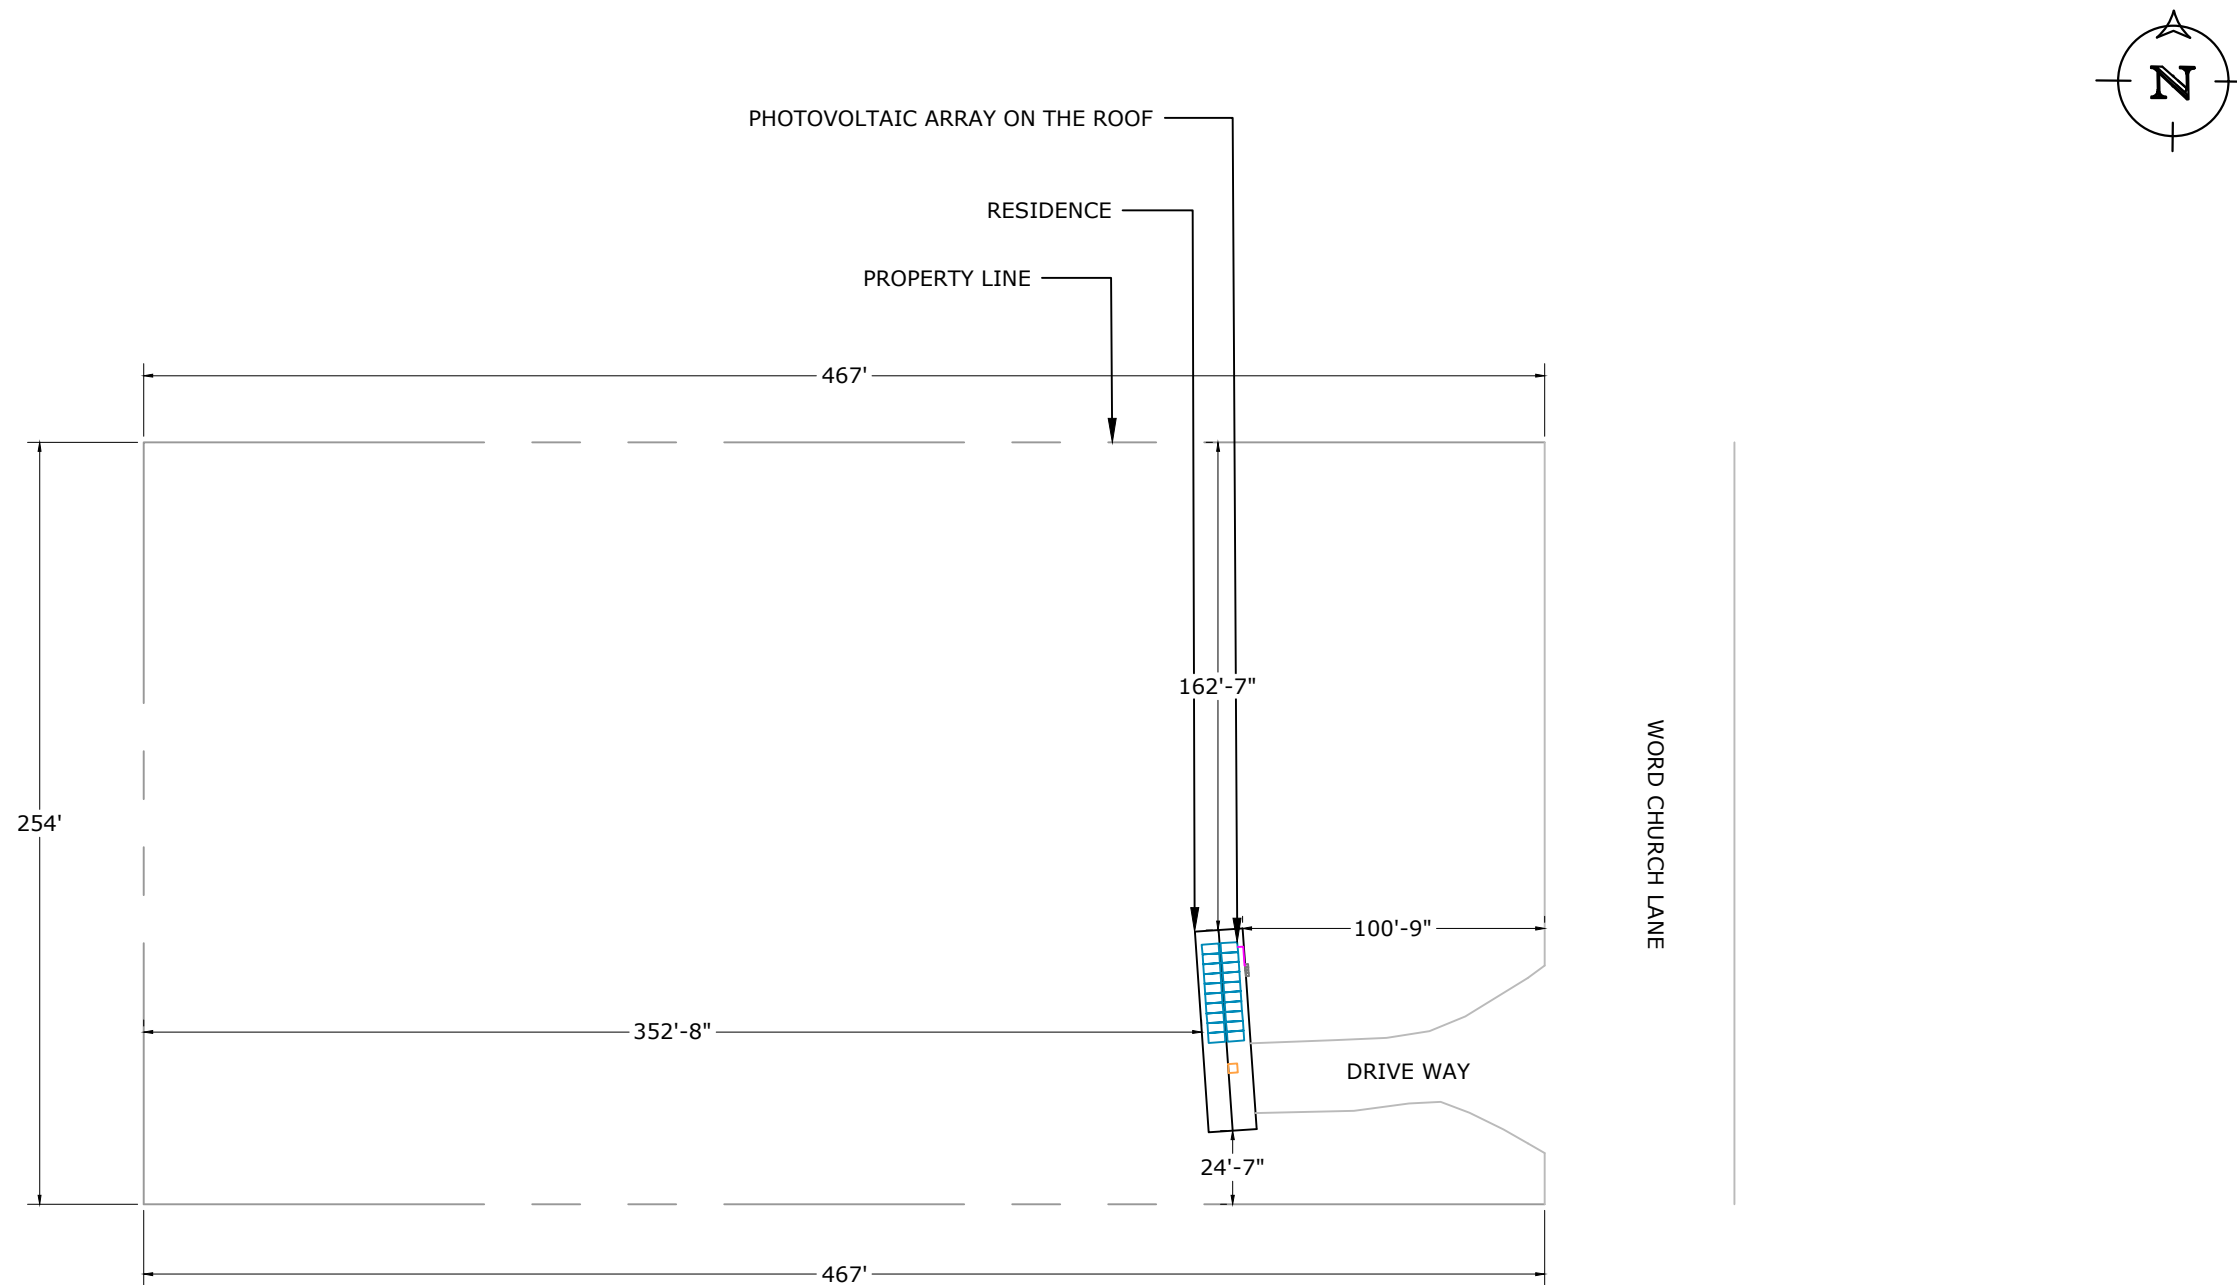 N
PHOTOVOLTAIC ARRAY ON THE ROOF
RESIDENCE
PROPERTY LINE
467'
162'-7"
254'
WORD CHURCH LANE
100'-9"
352'-8"
DRIVE WAY
24'-7"
467'